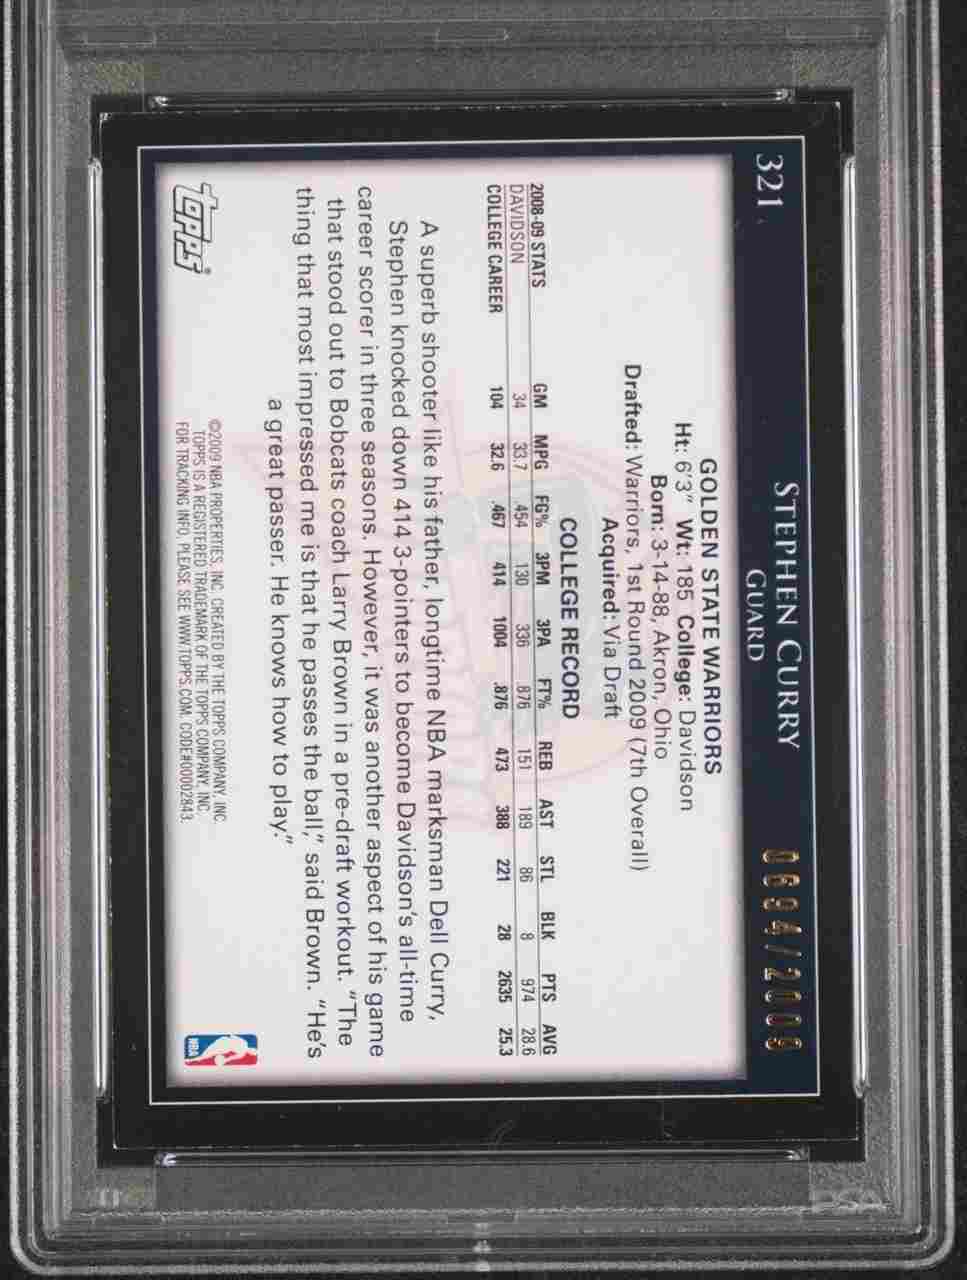 321
STEPHEN CURRY
GUARD
0694/2009
GOLDEN STATE WARRIORS
Ht: 6'3" Wt: 185 College: Davidson
Born: 3-14-88, Akron, Ohio
Drafted: Warriors, 1st Round 2009 (7th Overall)
Acquired: Via Draft
COLLEGE RECORD
2008-09 STATS GM MPG FG% 3PM 3PA FT% REB AST STL BLK PTS AVG
DAVIDSON 34 33.7 .454 130 336 .876 151 189 86 8 974 28.6
COLLEGE CAREER 104 32.6 .467 414 1004 .876 473 388 221 28 2635 25.3
A superb shooter like his father, longtime NBA marksman Dell Curry,
Stephen knocked down 414 3-pointers to become Davidson's all-time
career scorer in three seasons. However, it was another aspect of his game
that stood out to Bobcats coach Larry Brown in a pre-draft workout. "The
thing that most impressed me is that he passes the ball," said Brown. "He's
a great passer. He knows how to play."
topps®
©2009 NBA PROPERTIES, INC. CREATED BY THE TOPPS COMPANY, INC.
TOPPS IS A REGISTERED TRADEMARK OF THE TOPPS COMPANY, INC.
FOR TRACKING INFO, PLEASE SEE WWW.TOPPS.COM. CODE#00002843.
NBA
PSA